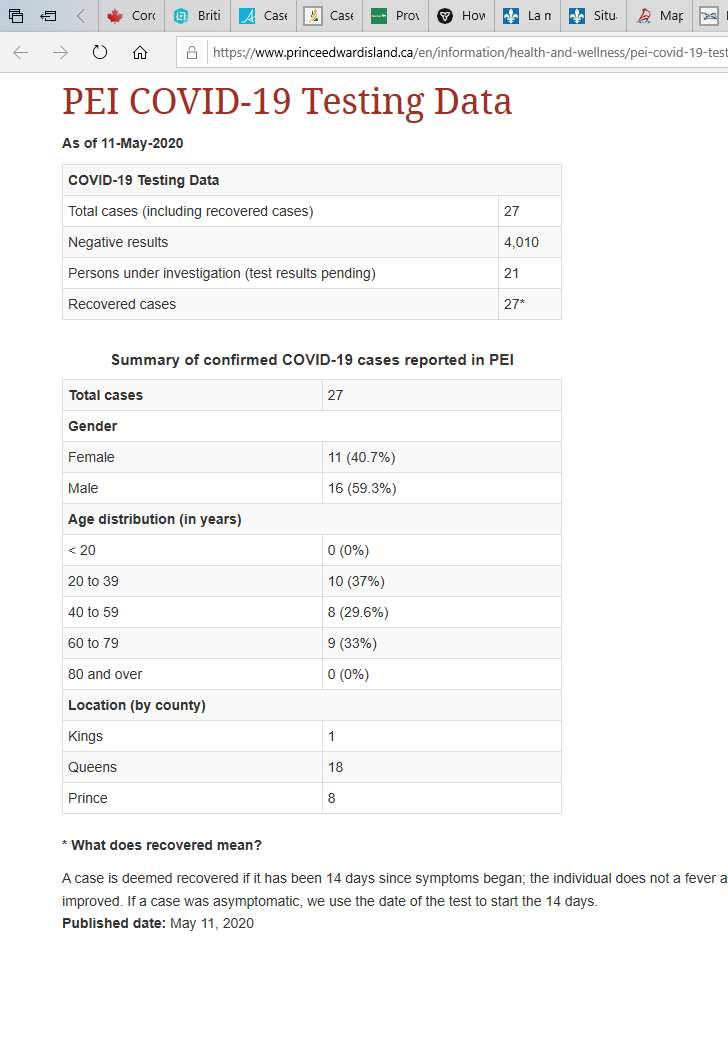 Corc
Briti
Case
Case
Prov
How
La m
Situ
Map
https://www.princeedwardisland.ca/en/information/health-and-wellness/pei-covid-19-test
PEI COVID-19 Testing Data
As of 11-May-2020
COVID-19 Testing Data
Total cases (including recovered cases) 27
Negative results 4,010
Persons under investigation (test results pending) 21
Recovered cases 27*
Summary of confirmed COVID-19 cases reported in PEI
Total cases 27
Gender
Female 11 (40.7%)
Male 16 (59.3%)
Age distribution (in years)
< 20 0 (0%)
20 to 39 10 (37%)
40 to 59 8 (29.6%)
60 to 79 9 (33%)
80 and over 0 (0%)
Location (by county)
Kings 1
Queens 18
Prince 8
* What does recovered mean?
A case is deemed recovered if it has been 14 days since symptoms began; the individual does not a fever a
improved. If a case was asymptomatic, we use the date of the test to start the 14 days.
Published date: May 11, 2020